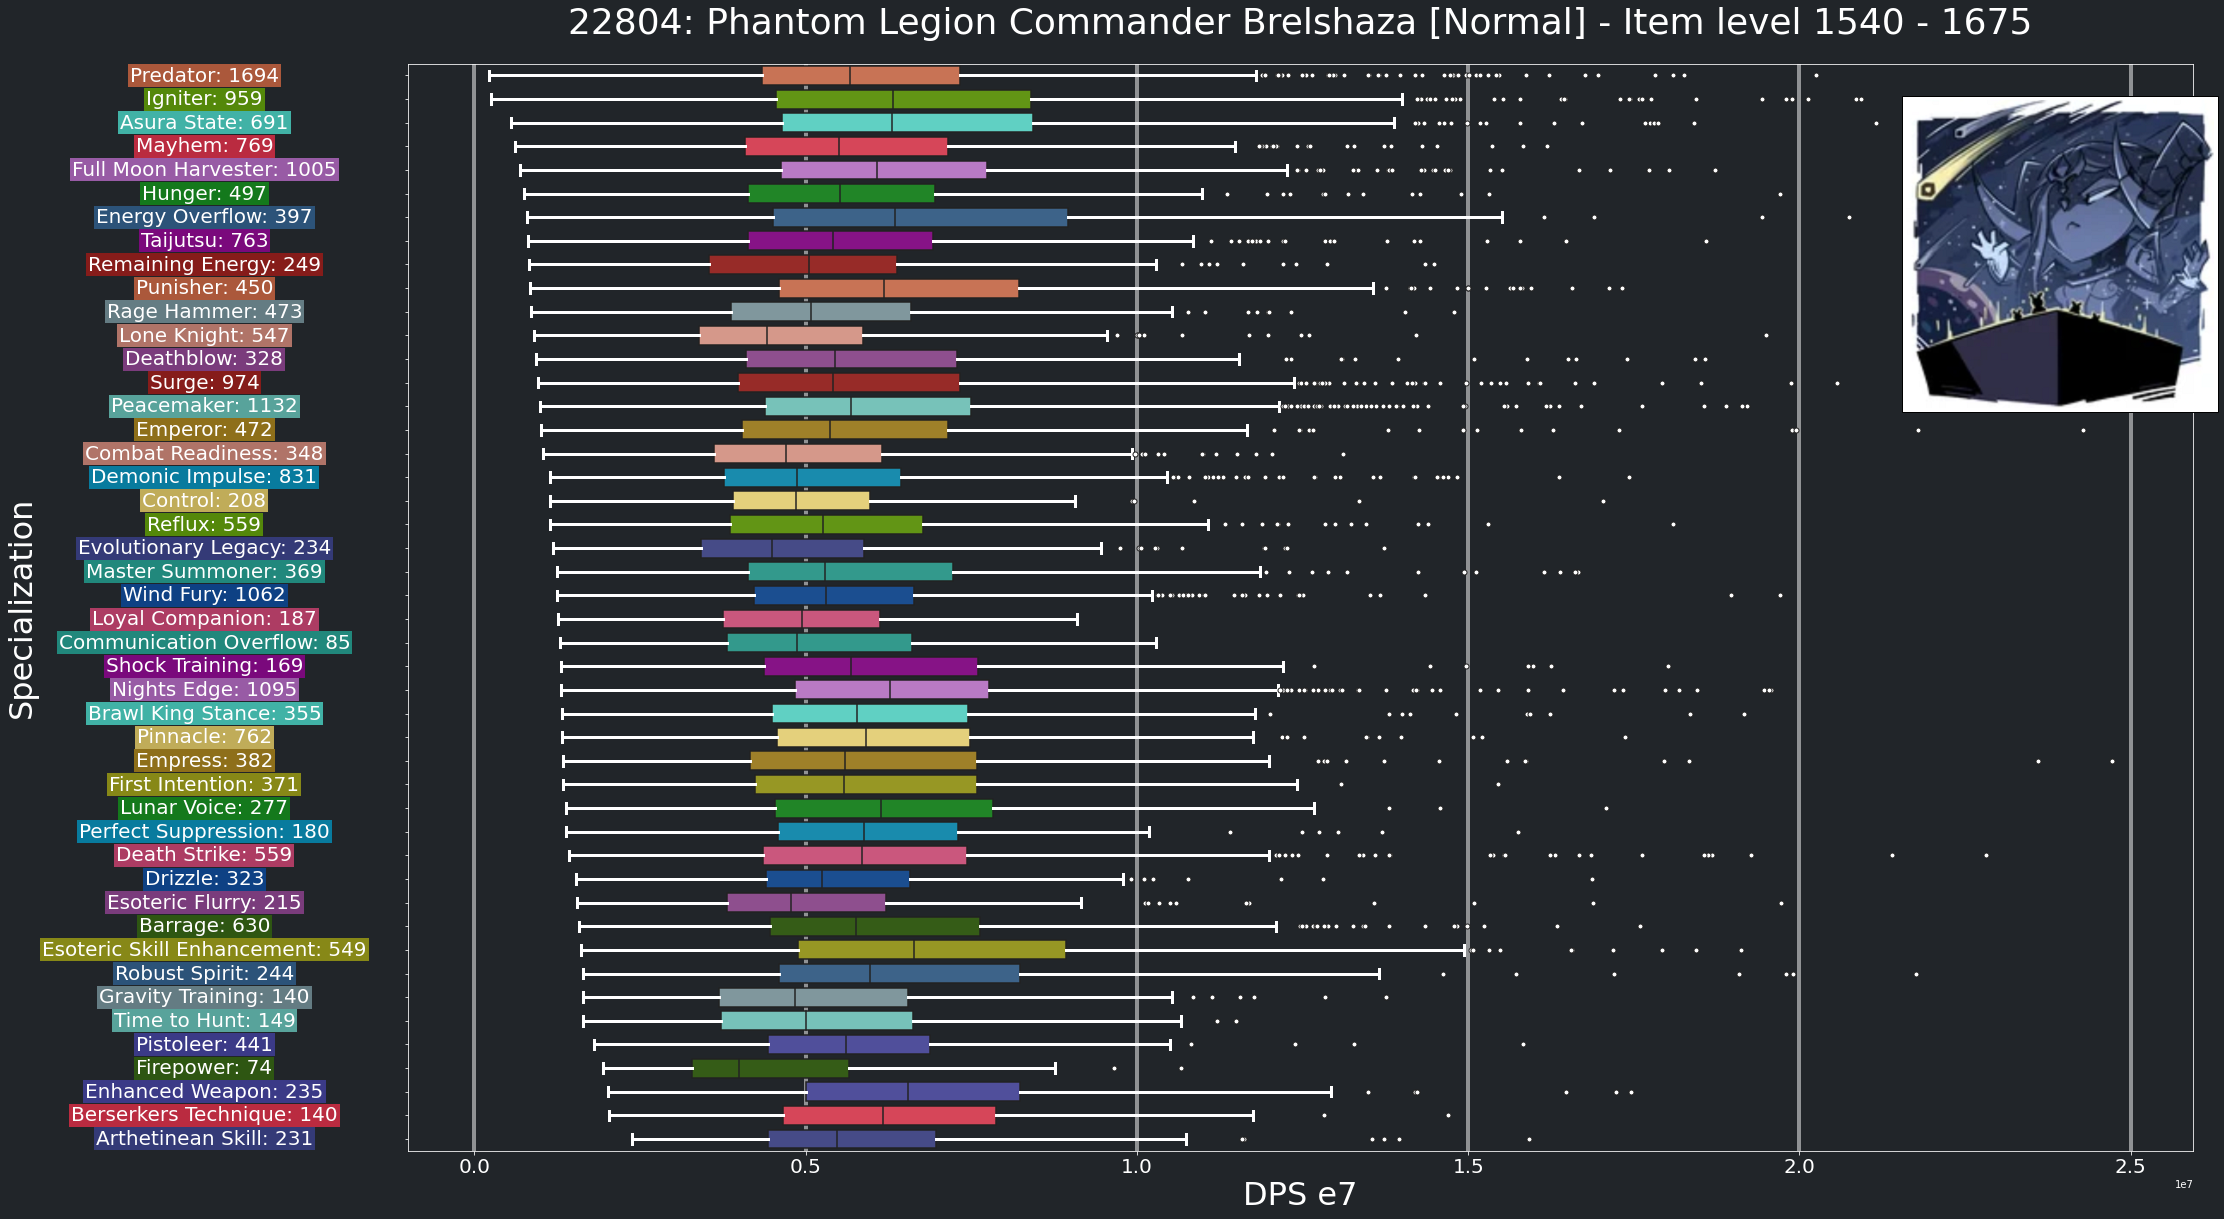 22804: Phantom Legion Commander Brelshaza [Normal] - Item level 1540 - 1675
Specialization
Predator: 1694
Igniter: 959
Asura State: 691
Mayhem: 769
Full Moon Harvester: 1005
Hunger: 497
Energy Overflow: 397
Taijutsu: 763
Remaining Energy: 249
Punisher: 450
Rage Hammer: 473
Lone Knight: 547
Deathblow: 328
Surge: 974
Peacemaker: 1132
Emperor: 472
Combat Readiness: 348
Demonic Impulse: 831
Control: 208
Reflux: 559
Evolutionary Legacy: 234
Master Summoner: 369
Wind Fury: 1062
Loyal Companion: 187
Communication Overflow: 85
Shock Training: 169
Nights Edge: 1095
Brawl King Stance: 355
Pinnacle: 762
Empress: 382
First Intention: 371
Lunar Voice: 277
Perfect Suppression: 180
Death Strike: 559
Drizzle: 323
Esoteric Flurry: 215
Barrage: 630
Esoteric Skill Enhancement: 549
Robust Spirit: 244
Gravity Training: 140
Time to Hunt: 149
Pistoleer: 441
Firepower: 74
Enhanced Weapon: 235
Berserkers Technique: 140
Arthetinean Skill: 231
0.0 0.5 1.0 1.5 2.0 2.5
1e7
DPS e7